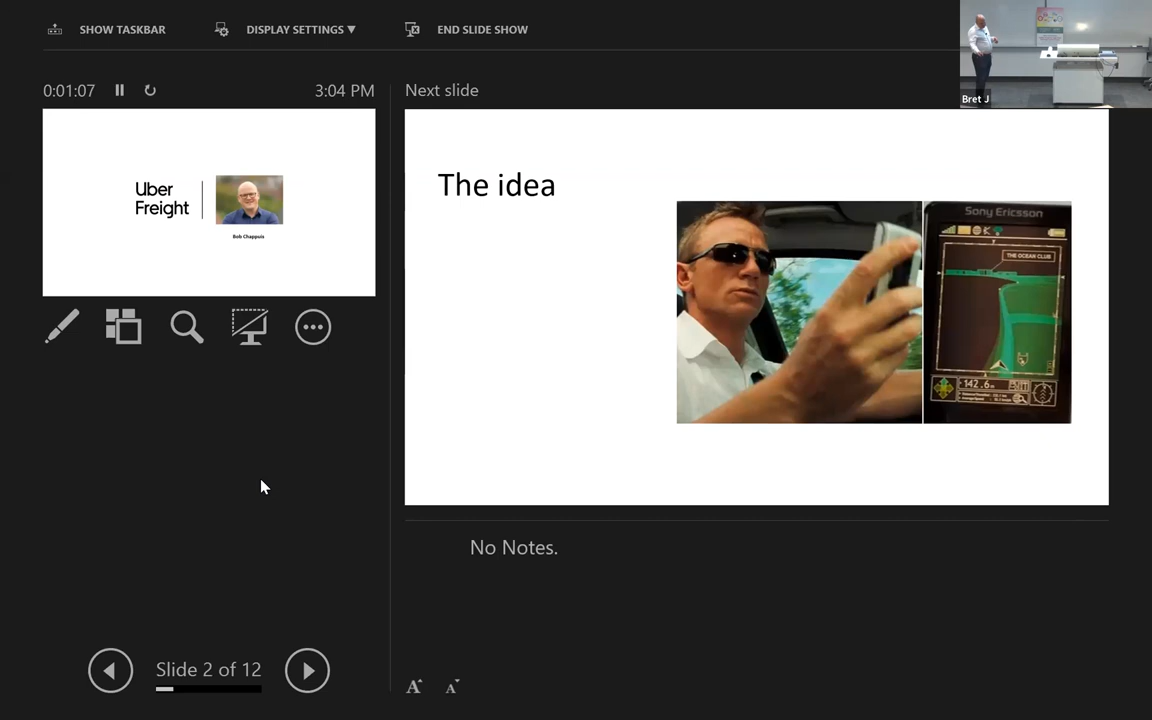 SHOW TASKBAR
DISPLAY SETTINGS ▼
END SLIDE SHOW
Bret J
0:01:07
3:04 PM
Next slide
Uber
Freight
Bob Chappuis
The idea
Sony Ericsson
THE OCEAN CLUB
142.6
No Notes.
Slide 2 of 12
A A